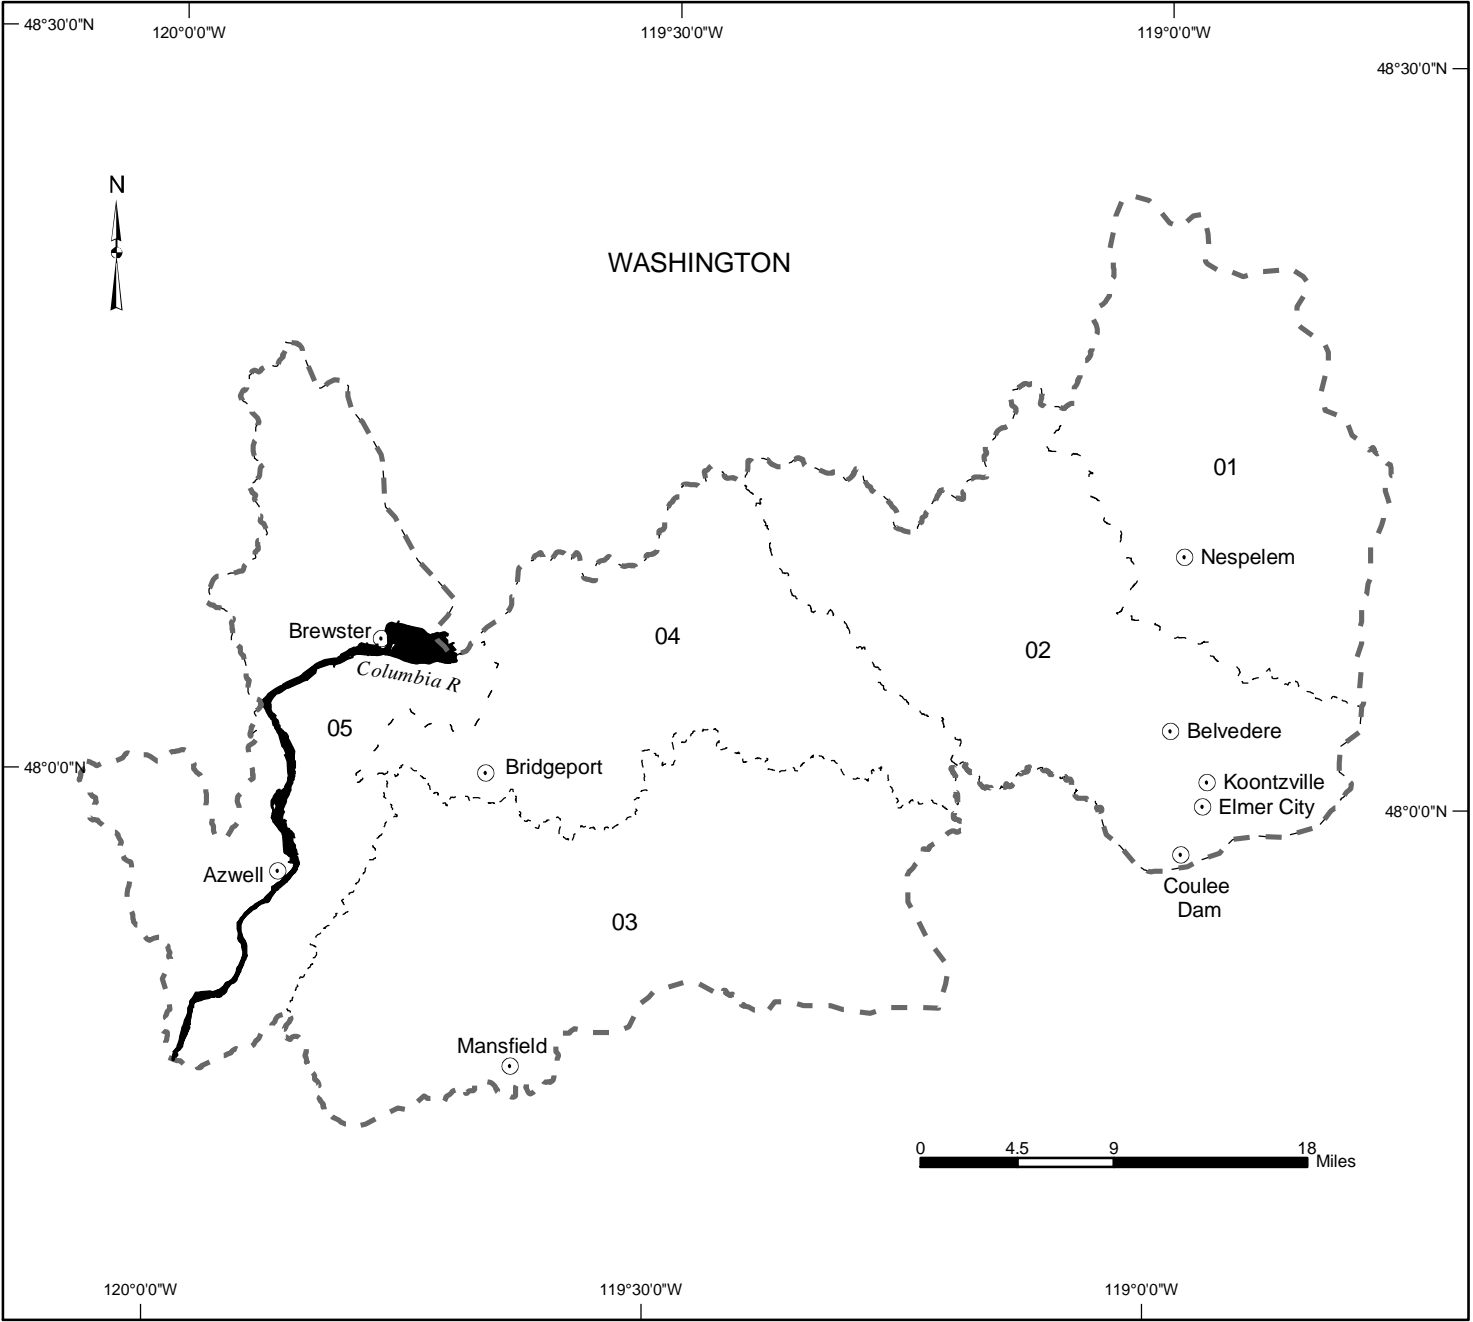 48°30'0"N
120°0'0"W
119°30'0"W
119°0'0"W
48°30'0"N
N
WASHINGTON
01
Nespelem
Brewster
04
02
Columbia R
05
Belvedere
48°0'0"N
Bridgeport
Koontzville
Elmer City
48°0'0"N
Azwell
Coulee
Dam
03
Mansfield
0 4.5 9 18
Miles
120°0'0"W
119°30'0"W
119°0'0"W